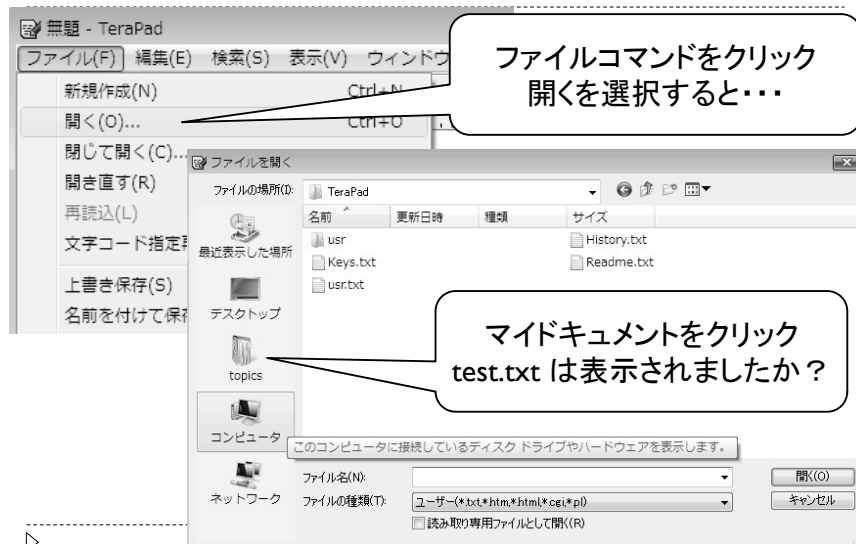 無題 - TeraPad
ファイル(F) 編集(E) 検索(S) 表示(V) ウィンドウ
新規作成(N) Ctrl+N
開く(O)... Ctrl+O
閉じて開く(C)...
開き直す(R)
再読込(L)
文字コード指定再
上書き保存(S)
名前を付けて保存
ファイルコマンドをクリック
開くを選択すると・・・
ファイルを開く
ファイルの場所(I): TeraPad
名前 更新日時 種類 サイズ
usr History.txt
Keys.txt Readme.txt
usr.txt
最近表示した場所
デスクトップ
topics
コンピュータ
ネットワーク
マイドキュメントをクリック
test.txt は表示されましたか？
このコンピュータに接続しているディスク ドライブやハードウェアを表示します。
ファイル名(N): 開く(O)
ファイルの種類(T): ユーザー(*.txt,*.htm,*.html,*.cgi,*.pl) キャンセル
読み取り専用ファイルとして開く(R)